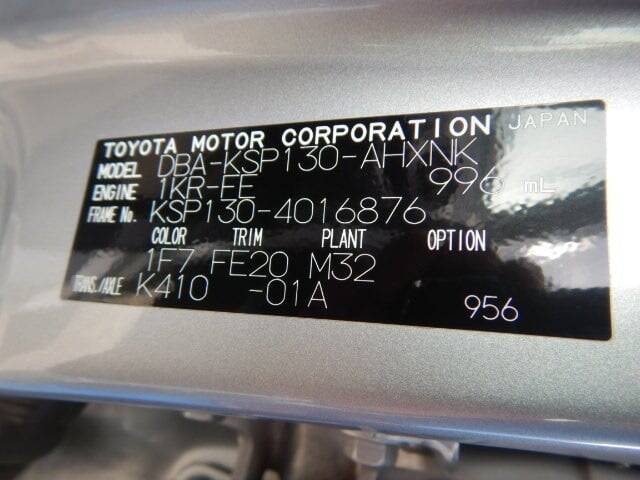 TOYOTA MOTOR CORPORATION JAPAN
MODEL DBA-KSP130-AHXNK
ENGINE 1KR-FE 996 mL
FRAME No. KSP130-4016876
COLOR TRIM PLANT OPTION
1F7 FE20 M32
TRANS./AXLE K410 -01A 956